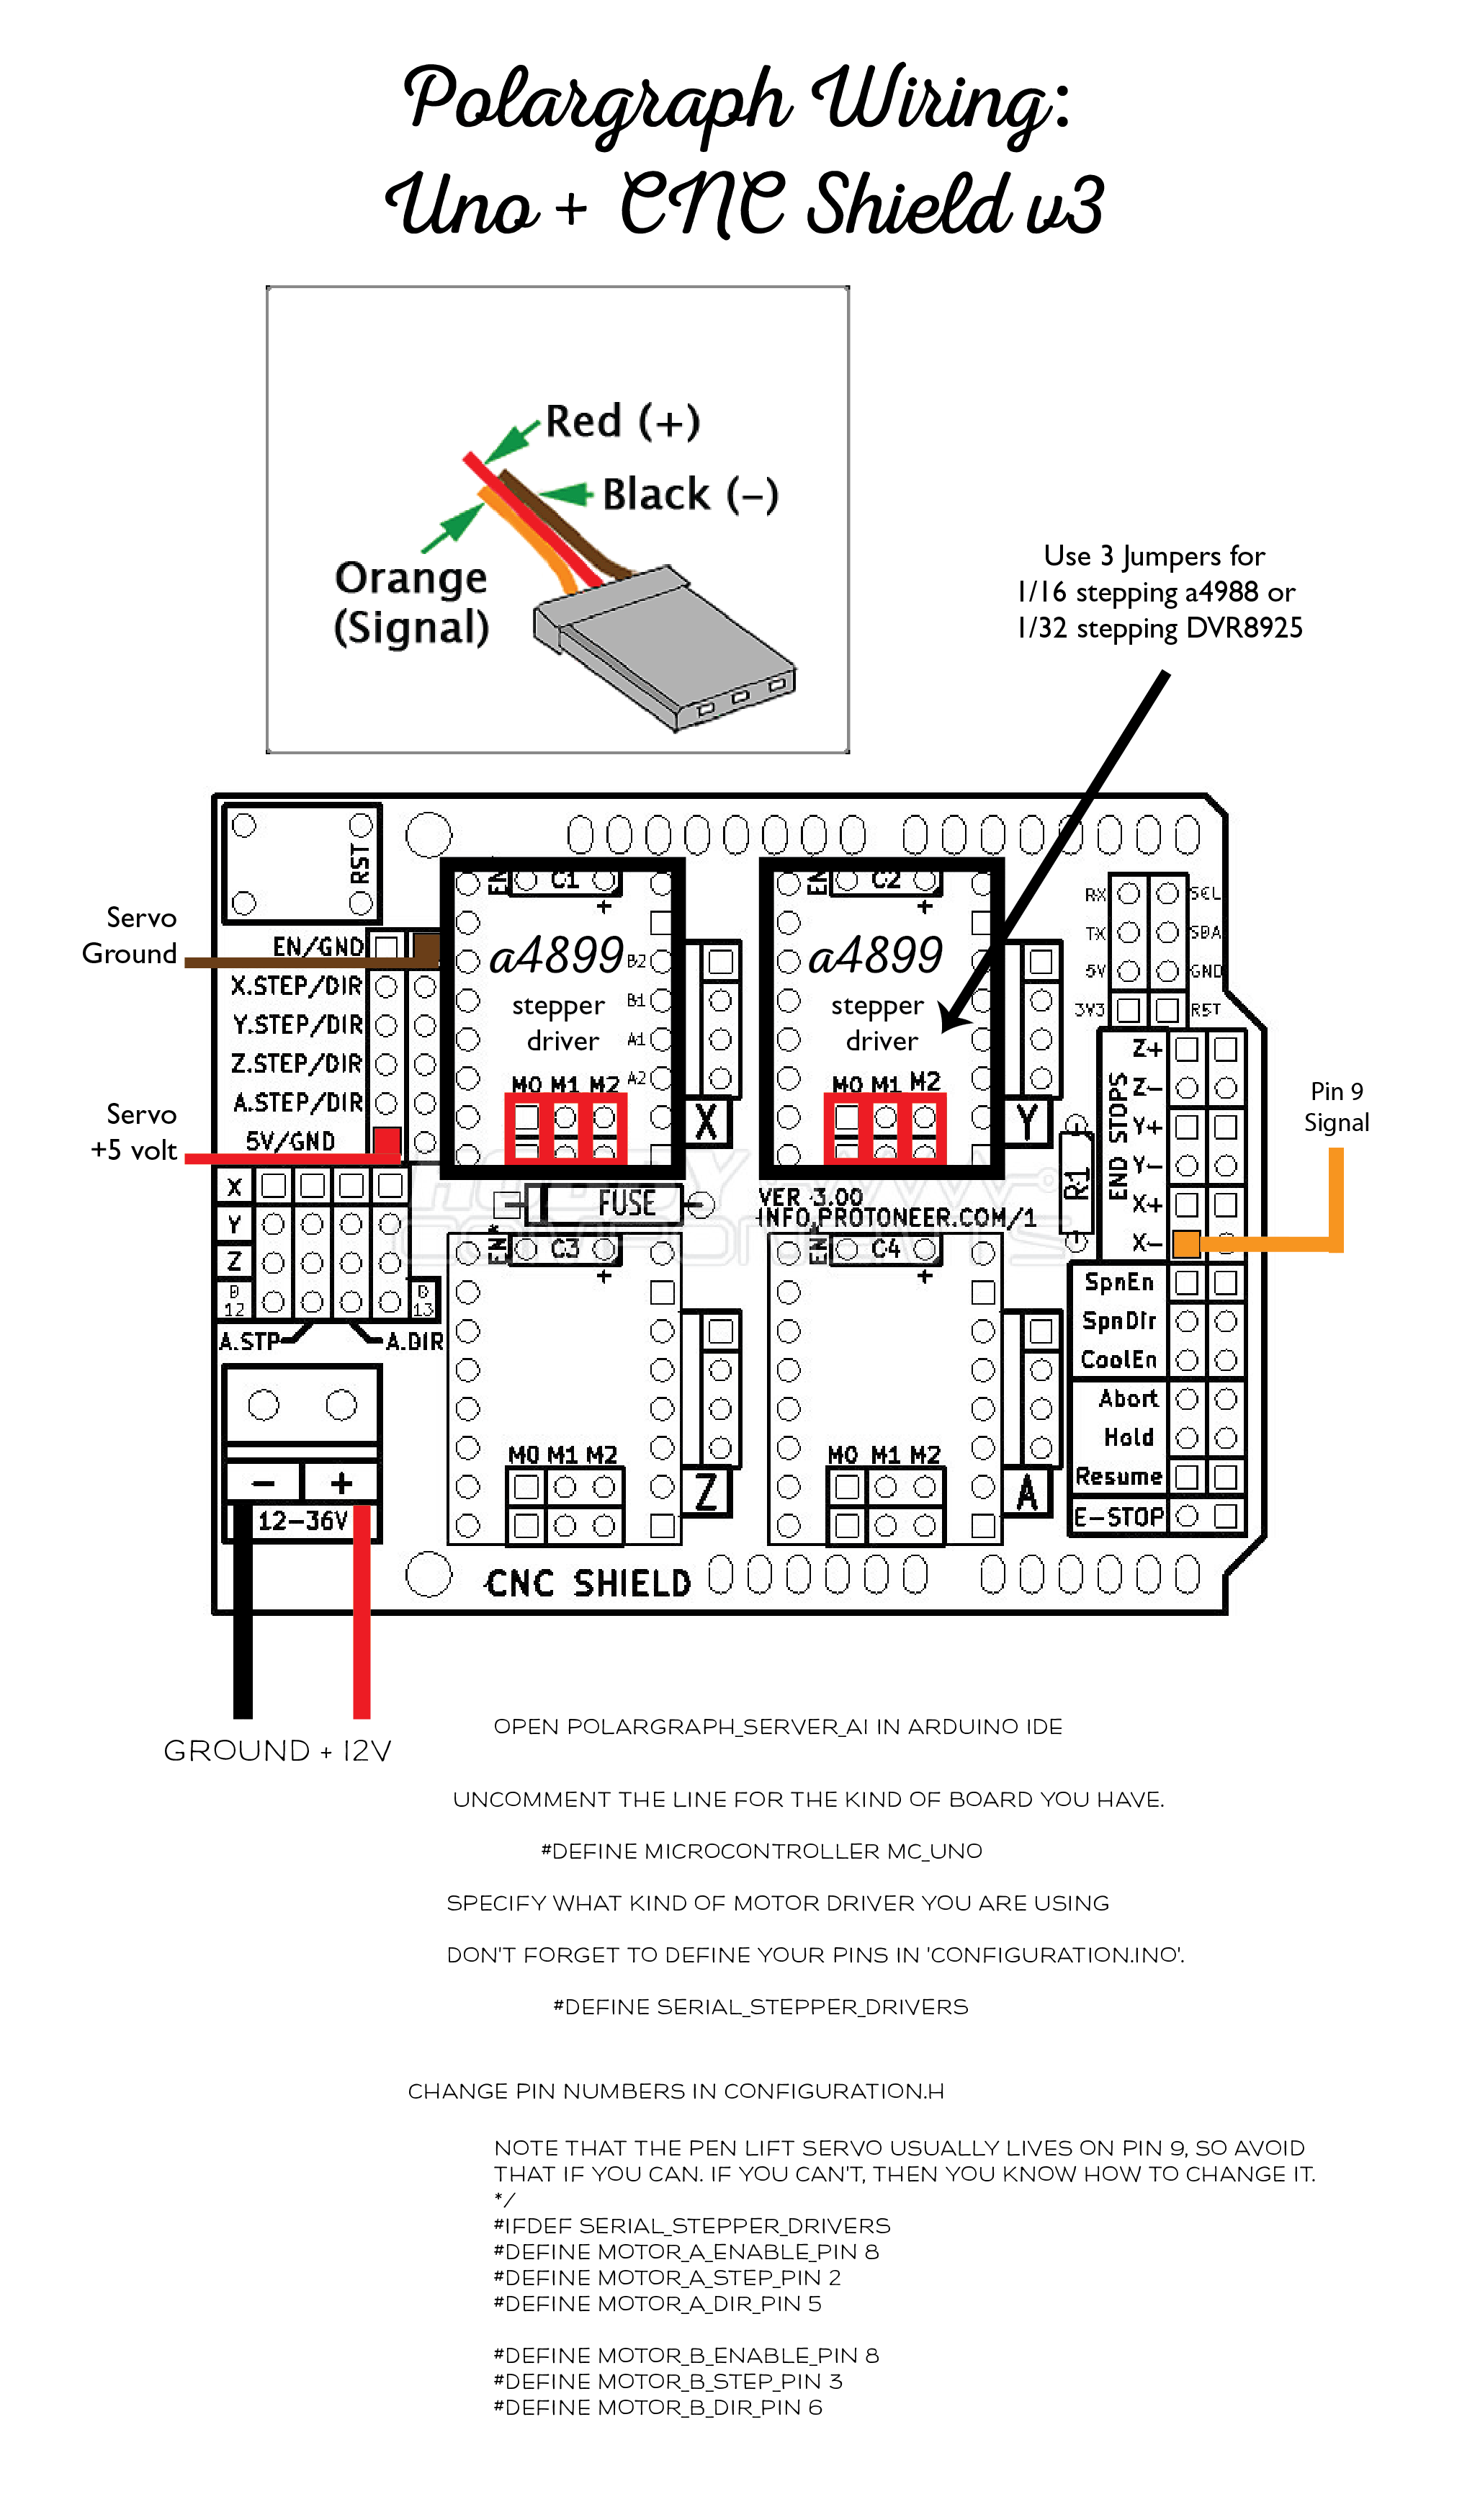 Polargraph Wiring:
Uno + CNC Shield v3
Red (+)
Black (–)
Orange
(Signal)
Use 3 Jumpers for
1/16 stepping a4988 or
1/32 stepping DVR8925
RST
Servo
Ground
EN/GND
X.STEP/DIR
Y.STEP/DIR
Z.STEP/DIR
A.STEP/DIR
5V/GND
Servo
+5 volt
EN
C1
+
a4899
stepper
driver
B2
B1
A1
A2
M0 M1 M2
X
EN
C2
+
a4899
stepper
driver
M0 M1 M2
Y
RX
SCL
TX
SDA
5V
GND
3V3
RST
END STOPS
Z+
Z-
Y+
Y-
X+
X-
Pin 9
Signal
R1
X
Y
Z
D
12
D
13
A.STP
A.DIR
FUSE
VER 3.00
INFO.PROTONEER.COM/1
HOBBY
COMPONENTS
EN*
C3
+
M0 M1 M2
Z
EN*
C4
+
M0 M1 M2
A
SpnEn
SpnDir
CoolEn
Abort
Hold
Resume
E-STOP
- +
12-36V
CNC SHIELD
GROUND + 12V
OPEN POLARGRAPH_SERVER_A1 IN ARDUINO IDE
UNCOMMENT THE LINE FOR THE KIND OF BOARD YOU HAVE.
#DEFINE MICROCONTROLLER MC_UNO
SPECIFY WHAT KIND OF MOTOR DRIVER YOU ARE USING
DON'T FORGET TO DEFINE YOUR PINS IN 'CONFIGURATION.INO'.
#DEFINE SERIAL_STEPPER_DRIVERS
CHANGE PIN NUMBERS IN CONFIGURATION.H
NOTE THAT THE PEN LIFT SERVO USUALLY LIVES ON PIN 9, SO AVOID
THAT IF YOU CAN. IF YOU CAN'T, THEN YOU KNOW HOW TO CHANGE IT.
*/
#IFDEF SERIAL_STEPPER_DRIVERS
#DEFINE MOTOR_A_ENABLE_PIN 8
#DEFINE MOTOR_A_STEP_PIN 2
#DEFINE MOTOR_A_DIR_PIN 5
#DEFINE MOTOR_B_ENABLE_PIN 8
#DEFINE MOTOR_B_STEP_PIN 3
#DEFINE MOTOR_B_DIR_PIN 6